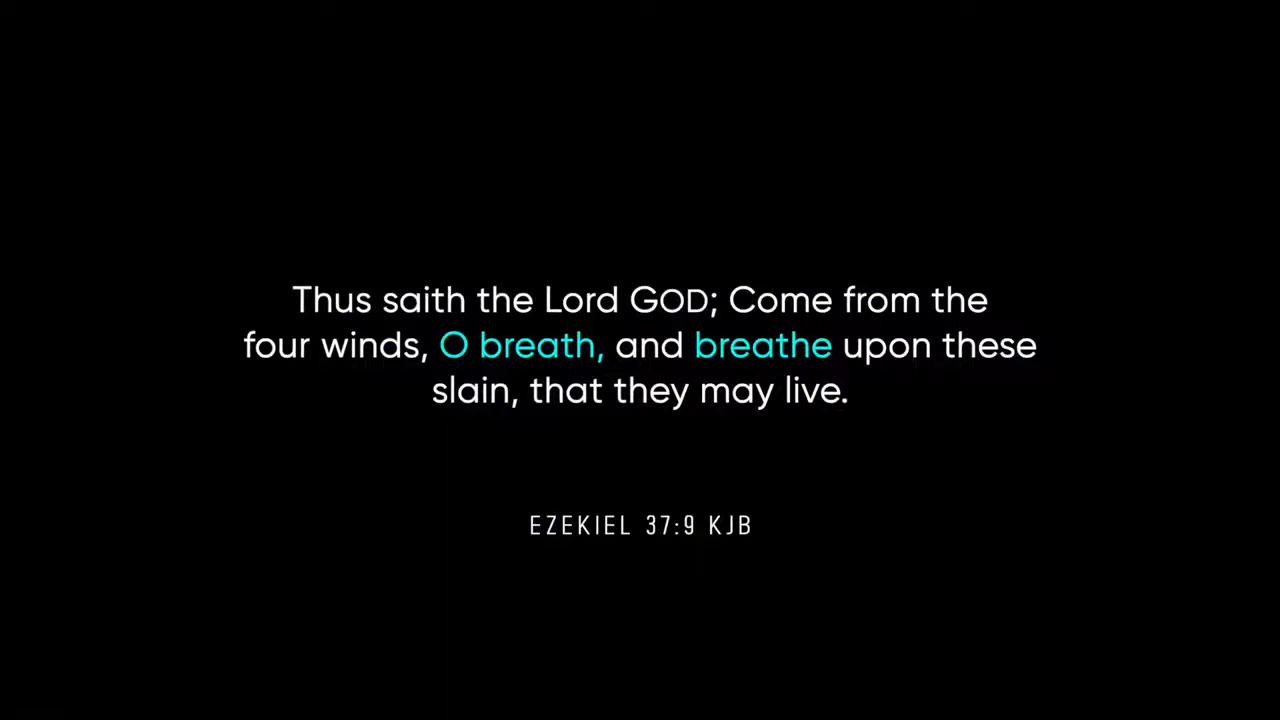 Thus saith the Lord GOD; Come from the
four winds, O breath, and breathe upon these
slain, that they may live.
EZEKIEL 37:9 KJB